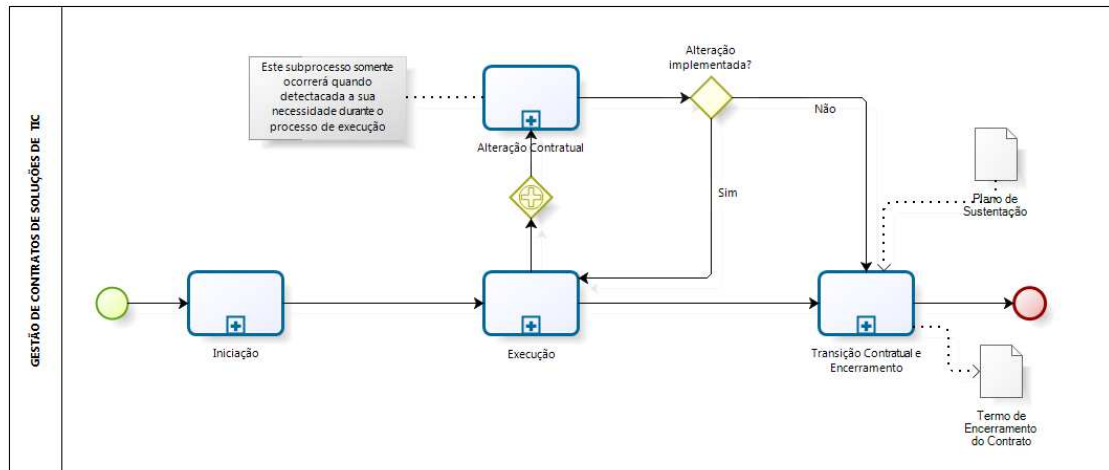 GESTÃO DE CONTRATOS DE SOLUÇÕES DE TIC
Este subprocesso somente
ocorrerá quando
detectacada a sua
necessidade durante o
processo de execução
Alteração Contratual
Alteração
implementada?
Não
Sim
Plano de
Sustentação
Iniciação
Execução
Transição Contratual e
Encerramento
Termo de
Encerramento
do Contrato